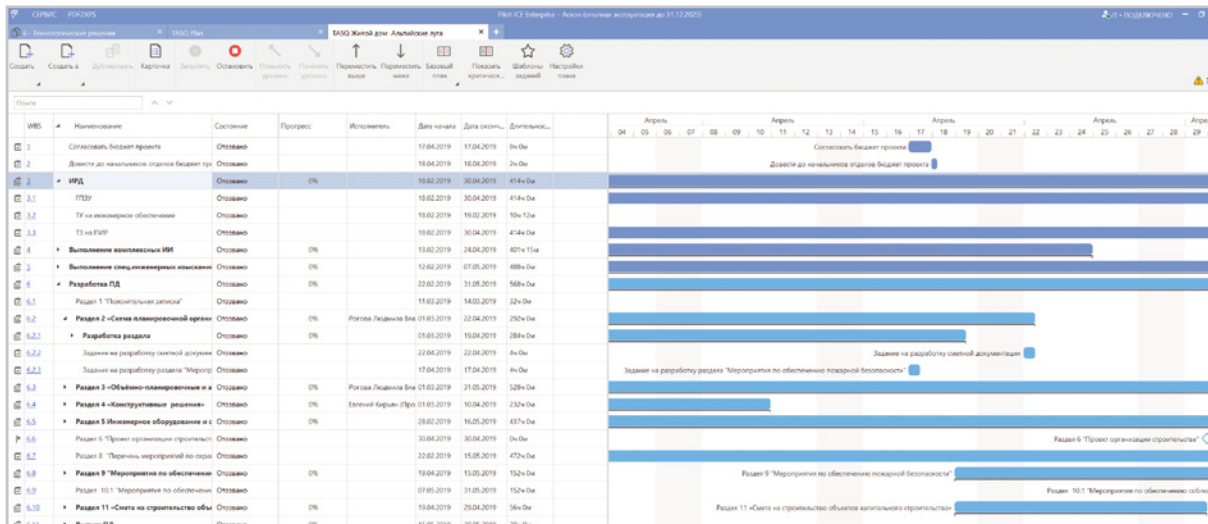 СЕРВИС PDF2XPS Pilot-ICE Enterprise - Аскон (опытная эксплуатация до 31.12.2023) - ПОДКЛЮЧЕНО
6 - Технологические решения TASQ Plan TASQ Жилой дом Альпийские луга
Создать Создать в Дублировать Карточка Запустить Остановить Повысить уровень Понизить уровень Переместить выше Переместить ниже Базовый план Показать критическ... Шаблоны заданий Настройки плана
Поиск
WBS Наименование Состояние Прогресс Исполнитель Дата начала Дата оконч... Длительнос...
Апрель Апрель Апрель Апрель
04 05 06 07 08 09 10 11 12 13 14 15 16 17 18 19 20 21 22 23 24 25 26 27 28 29
1 Согласовать бюджет проекта Отозвано 17.04.2019 17.04.2019 Согласовать бюджет проекта
2 Довести до начальников отделов бюджет про Отозвано 18.04.2019 18.04.2019 2ч 0м Довести до начальников отделов бюджет проекта
3 ИРД Отозвано 0% 18.02.2019 30.04.2019 414ч 0м
3.1 ГПЗУ Отозвано 18.02.2019 30.04.2019 414ч 0м
3.2 ТУ на инженерное обеспечение Отозвано 18.02.2019 19.02.2019 10ч 12м
3.3 ТЗ на ПИР Отозвано 18.02.2019 30.04.2019 414ч 0м
4 Выполнение комплексных ИИ Отозвано 0% 13.02.2019 24.04.2019 401ч 15м
5 Выполнение спец.инженерных изыскани Отозвано 0% 12.02.2019 07.05.2019 488ч 0м
6 Разработка ПД Отозвано 0% 22.02.2019 31.05.2019 568ч 0м
6.1 Раздел 1 "Пояснительная записка" Отозвано 11.03.2019 14.03.2019 32ч 0м
6.2 Раздел 2 «Схема планировочной органи Отозвано 0% Рогова Людмила Вла 01.03.2019 22.04.2019 292ч 0м
6.2.1 Разработка раздела Отозвано 0% 01.03.2019 19.04.2019 284ч 0м
6.2.2 Задание на разработку сметной докумен Отозвано 22.04.2019 22.04.2019 4ч 0м Задание на разработку сметной документации
6.2.3 Задание на разработку раздела "Меропр Отозвано 17.04.2019 17.04.2019 4ч 0м Задание на разработку раздела "Мероприятия по обеспечению пожарной безопасности"
6.3 Раздел 3 «Объёмно-планировочные и а Отозвано 0% Рогова Людмила Вла 01.03.2019 31.05.2019 528ч 0м
6.4 Раздел 4 «Конструктивные решения» Отозвано 0% Евгений Кирьян (Про 01.03.2019 10.04.2019 232ч 0м
6.5 Раздел 5 Инженерное оборудование и с Отозвано 0% 28.02.2019 16.05.2019 437ч 0м
6.6 Раздел 6 "Проект организации строительст Отозвано 30.04.2019 30.04.2019 0ч 0м Раздел 6 "Проект организации строительства"
6.7 Раздел 8 "Перечень мероприятий по охра Отозвано 22.02.2019 15.05.2019 472ч 0м
6.8 Раздел 9 "Мероприятия по обеспечени Отозвано 0% 19.04.2019 15.05.2019 152ч 0м Раздел 9 "Мероприятия по обеспечению пожарной безопасности"
6.9 Раздел 10.1 "Мероприятия по обеспечени Отозвано 07.05.2019 31.05.2019 152ч 0м Раздел 10.1 "Мероприятия по обеспечению соблю
6.10 Раздел 11 «Смета на строительство объе Отозвано 0% 19.04.2019 29.04.2019 56ч 0м Раздел 11 «Смета на строительство объектов капитального строительства»